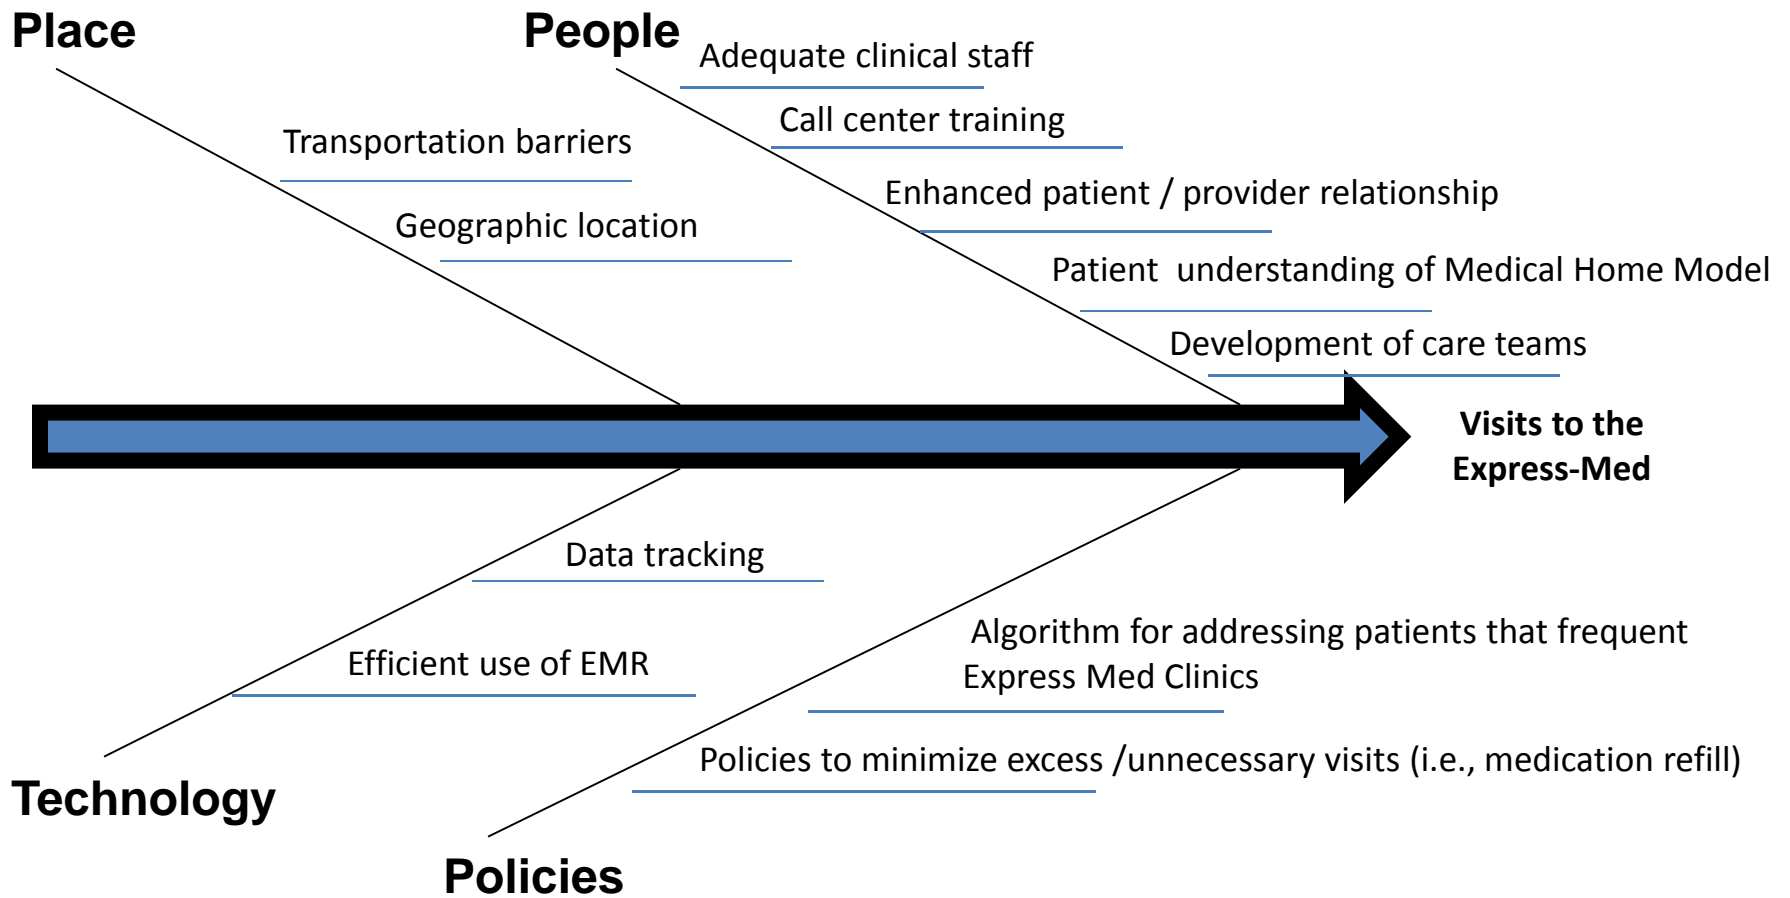 Place
People
Adequate clinical staff
Call center training
Transportation barriers
Enhanced patient / provider relationship
Geographic location
Patient  understanding of Medical Home Model
Development of care teams
Visits to the
Express-Med
Data tracking
Efficient use of EMR
Algorithm for addressing patients that frequent
Express Med Clinics
Policies to minimize excess /unnecessary visits (i.e., medication refill)
Technology
Policies